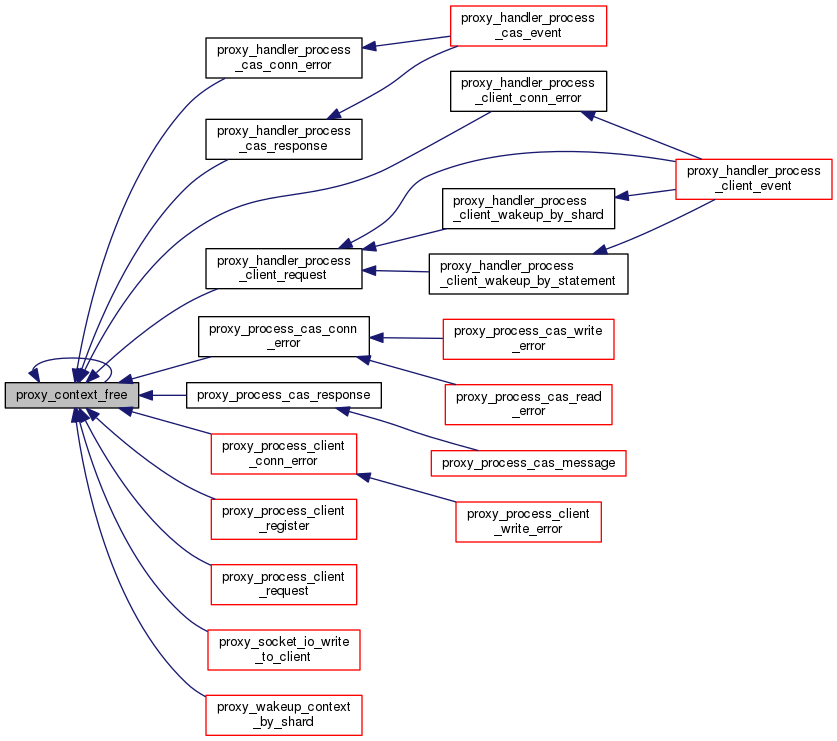 proxy_handler_process
_cas_event
proxy_handler_process
_cas_conn_error
proxy_handler_process
_client_conn_error
proxy_handler_process
_cas_response
proxy_handler_process
_client_event
proxy_handler_process
_client_wakeup_by_shard
proxy_handler_process
_client_request
proxy_handler_process
_client_wakeup_by_statement
proxy_process_cas_conn
_error
proxy_process_cas_write
_error
proxy_context_free
proxy_process_cas_response
proxy_process_cas_read
_error
proxy_process_client
_conn_error
proxy_process_cas_message
proxy_process_client
_register
proxy_process_client
_write_error
proxy_process_client
_request
proxy_socket_io_write
_to_client
proxy_wakeup_context
_by_shard